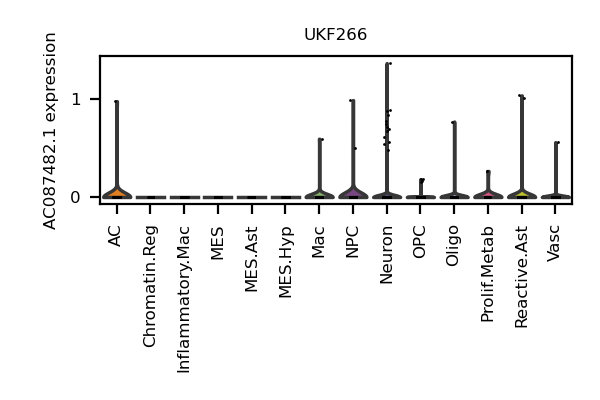 UKF266
AC087482.1 expression
1
0
AC
Chromatin.Reg
Inflammatory.Mac
MES
MES.Ast
MES.Hyp
Mac
NPC
Neuron
OPC
Oligo
Prolif.Metab
Reactive.Ast
Vasc